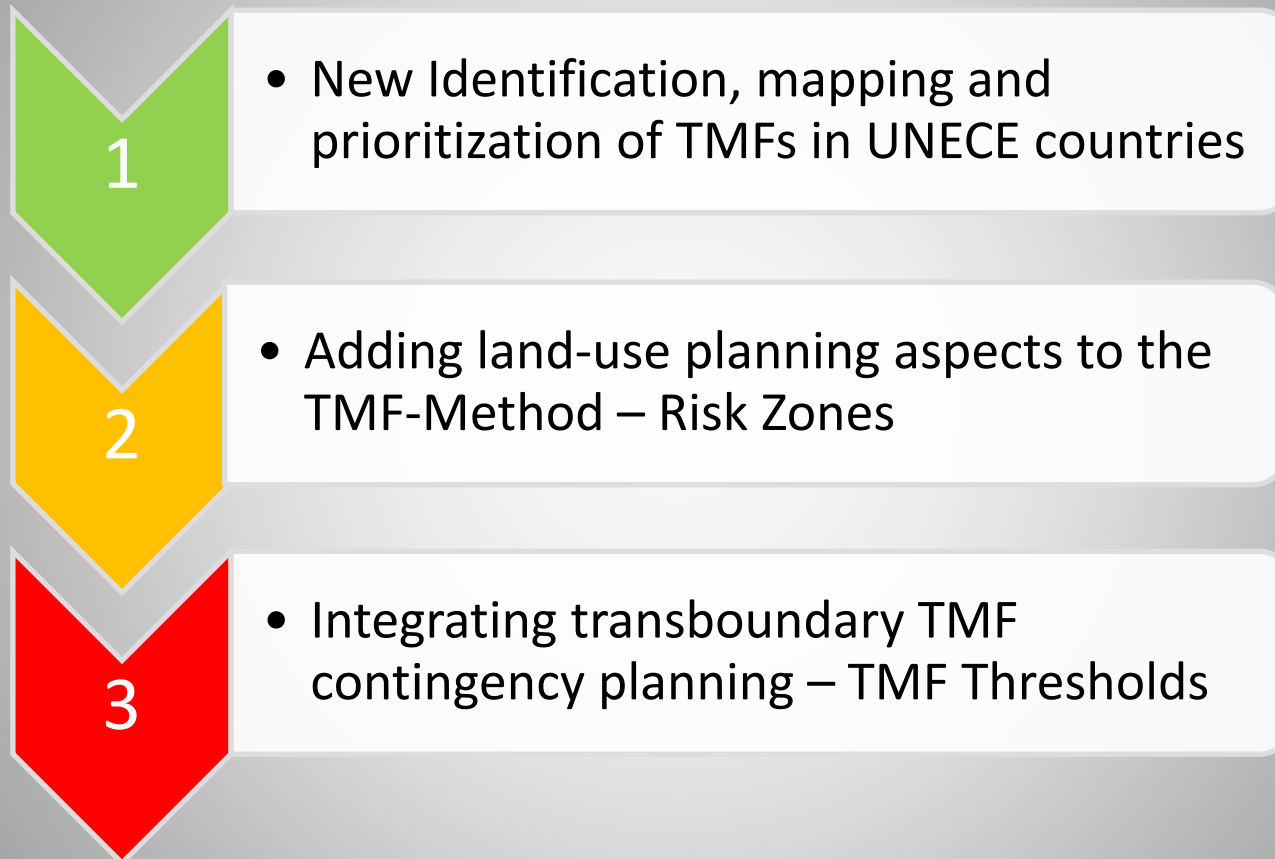 1
• New Identification, mapping and
prioritization of TMFs in UNECE countries
2
• Adding land-use planning aspects to the
TMF-Method – Risk Zones
3
• Integrating transboundary TMF
contingency planning – TMF Thresholds